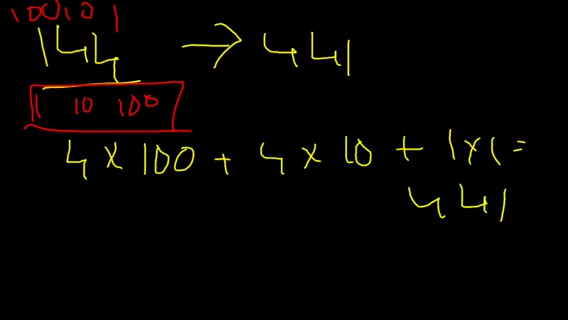 100 10 1
144 → 441
1 10 100
4 × 100 + 4 × 10 + 1 × 1 =
441